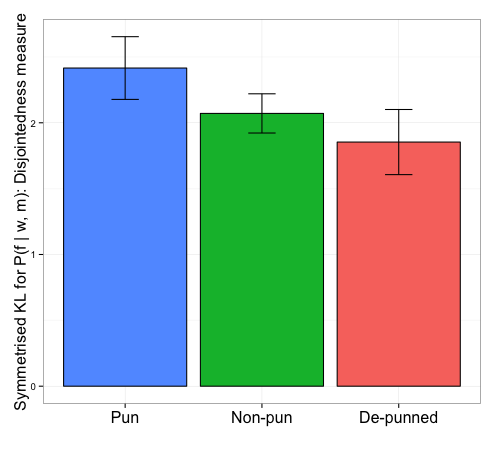 Symmetrised KL for P(f | w, m): Disjointedness measure
2
1
0
Pun Non-pun De-punned